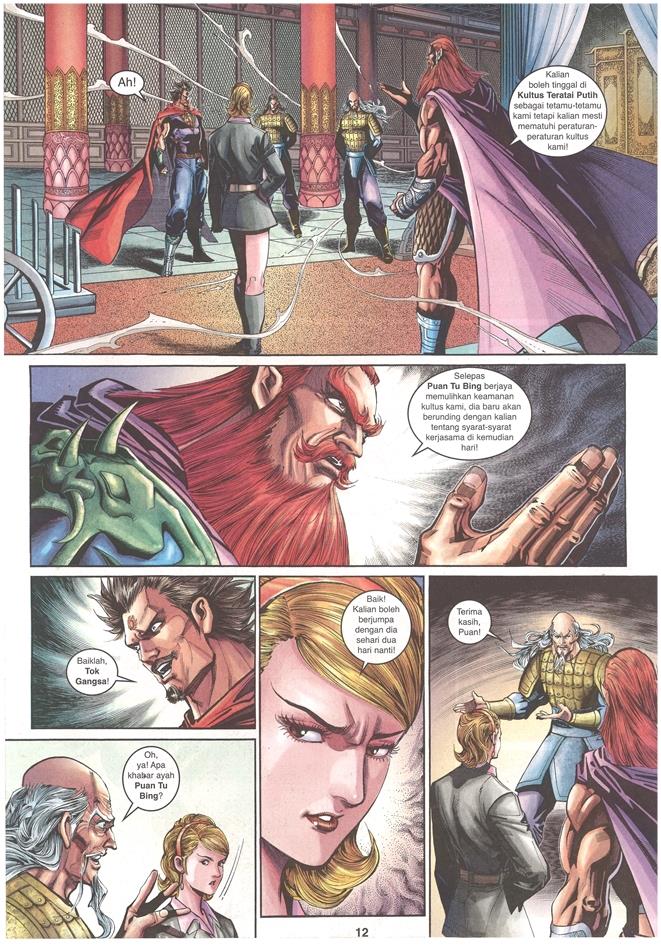 Ah!
Kalian
boleh tinggal di
Kultus Teratai Putih
sebagai tetamu-tetamu
kami tetapi kalian mesti
mematuhi peraturan-
peraturan kultus
kami!
Selepas
Puan Tu Bing berjaya
memulihkan keamanan
kultus kami, dia baru akan
berunding dengan kalian
tentang syarat-syarat
kerjasama di kemudian
hari!
Baiklah,
Tok
Gangsa!
Baik!
Kalian boleh
berjumpa
dengan dia
sehari dua
hari nanti!
Terima
kasih,
Puan!
Oh,
ya! Apa
khabar ayah
Puan Tu
Bing?
12